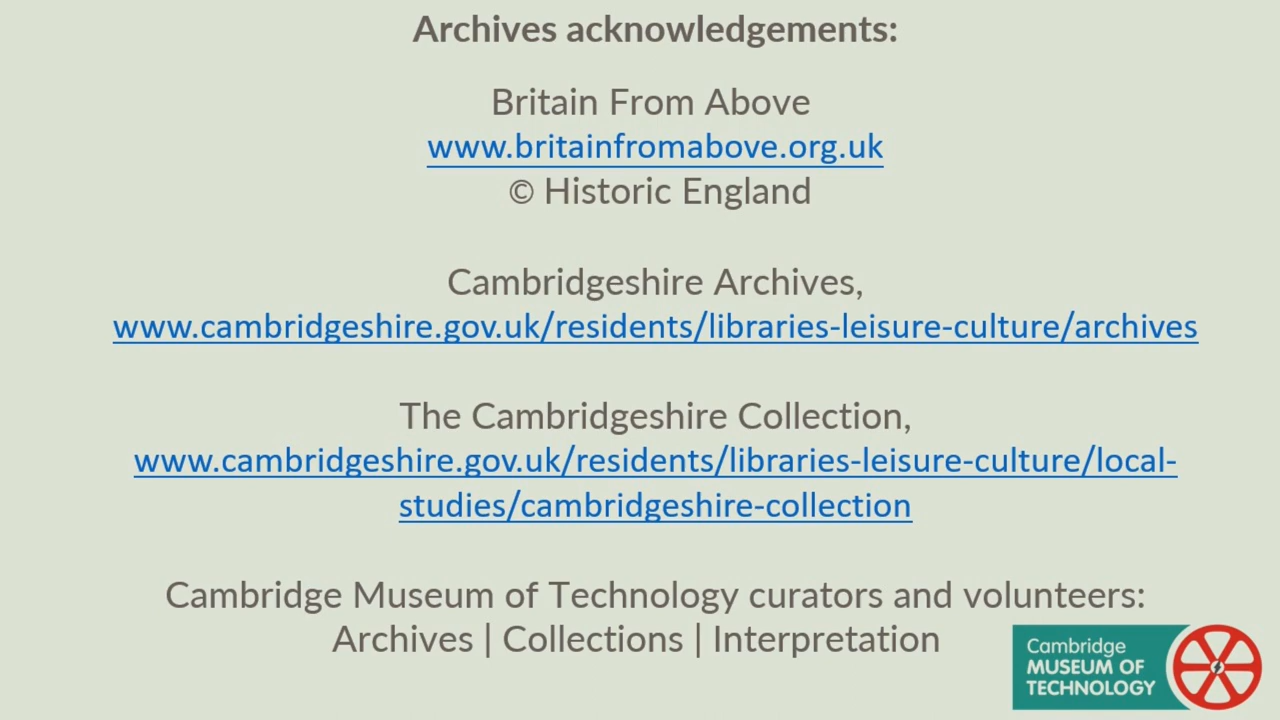 Archives acknowledgements:
Britain From Above
www.britainfromabove.org.uk
© Historic England
Cambridgeshire Archives,
www.cambridgeshire.gov.uk/residents/libraries-leisure-culture/archives
The Cambridgeshire Collection,
www.cambridgeshire.gov.uk/residents/libraries-leisure-culture/local-
studies/cambridgeshire-collection
Cambridge Museum of Technology curators and volunteers:
Archives | Collections | Interpretation
Cambridge
MUSEUM OF
TECHNOLOGY